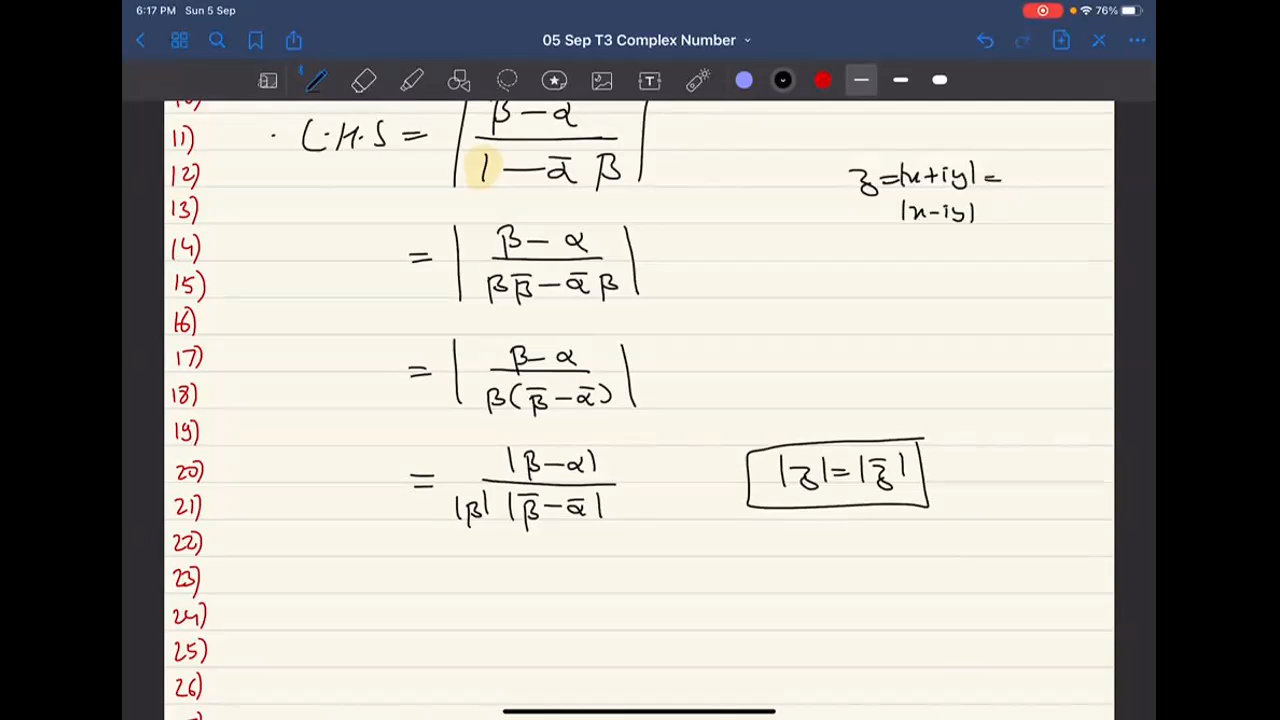 6:17 PM Sun 5 Sep 76%
05 Sep T3 Complex Number
T
10)
11) · L.H.S = | β - α / 1 - ᾱ β |
12)
z = |x+iy| =
|x-iy|
13)
14) = | β - α / β β̄ - ᾱ β |
15)
16)
17) = | β - α / β(β̄ - ᾱ) |
18)
19)
20) = |β - α| / |β| |β̄ - ᾱ|
|z| = |z̄|
21)
22)
23)
24)
25)
26)